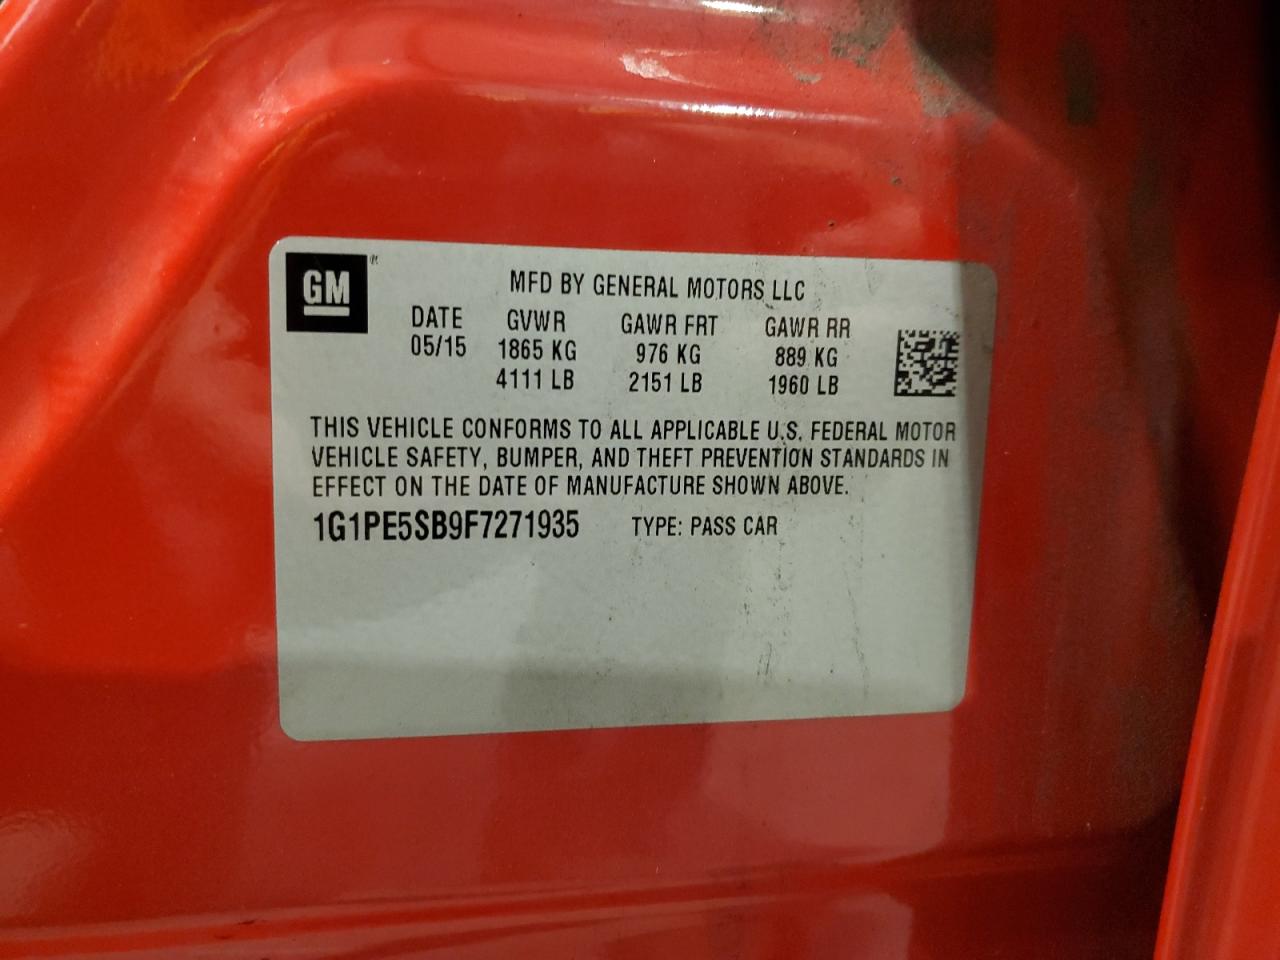 GM ®
MFD BY GENERAL MOTORS LLC
DATE GVWR GAWR FRT GAWR RR
05/15 1865 KG 976 KG 889 KG
4111 LB 2151 LB 1960 LB
THIS VEHICLE CONFORMS TO ALL APPLICABLE U.S. FEDERAL MOTOR
VEHICLE SAFETY, BUMPER, AND THEFT PREVENTION STANDARDS IN
EFFECT ON THE DATE OF MANUFACTURE SHOWN ABOVE.
1G1PE5SB9F7271935 TYPE: PASS CAR